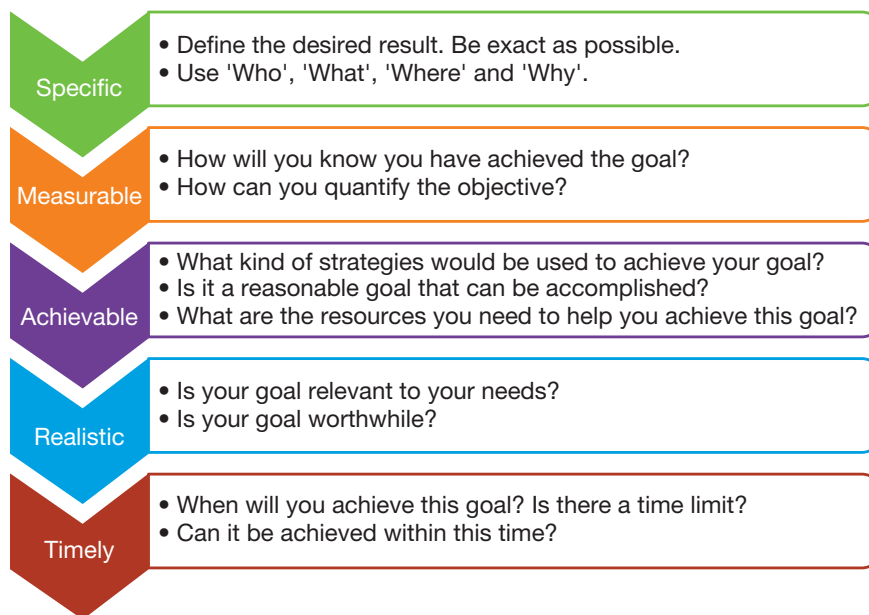 Specific
• Define the desired result. Be exact as possible.
• Use 'Who', 'What', 'Where' and 'Why'.
Measurable
• How will you know you have achieved the goal?
• How can you quantify the objective?
Achievable
• What kind of strategies would be used to achieve your goal?
• Is it a reasonable goal that can be accomplished?
• What are the resources you need to help you achieve this goal?
Realistic
• Is your goal relevant to your needs?
• Is your goal worthwhile?
Timely
• When will you achieve this goal? Is there a time limit?
• Can it be achieved within this time?